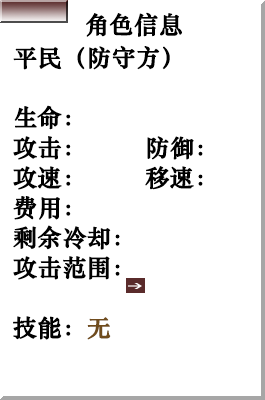 角色信息
平民（防守方）
生命：
攻击： 防御：
攻速： 移速：
费用：
剩余冷却：
攻击范围：
技能：无